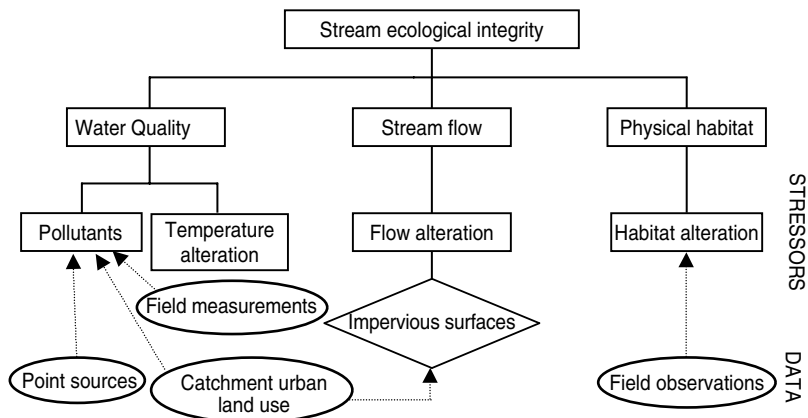 Stream ecological integrity
Water Quality
Stream flow
Physical habitat
Pollutants
Temperature
alteration
Flow alteration
Habitat alteration
STRESSORS
Field measurements
Impervious surfaces
Point sources
Catchment urban
land use
Field observations
DATA